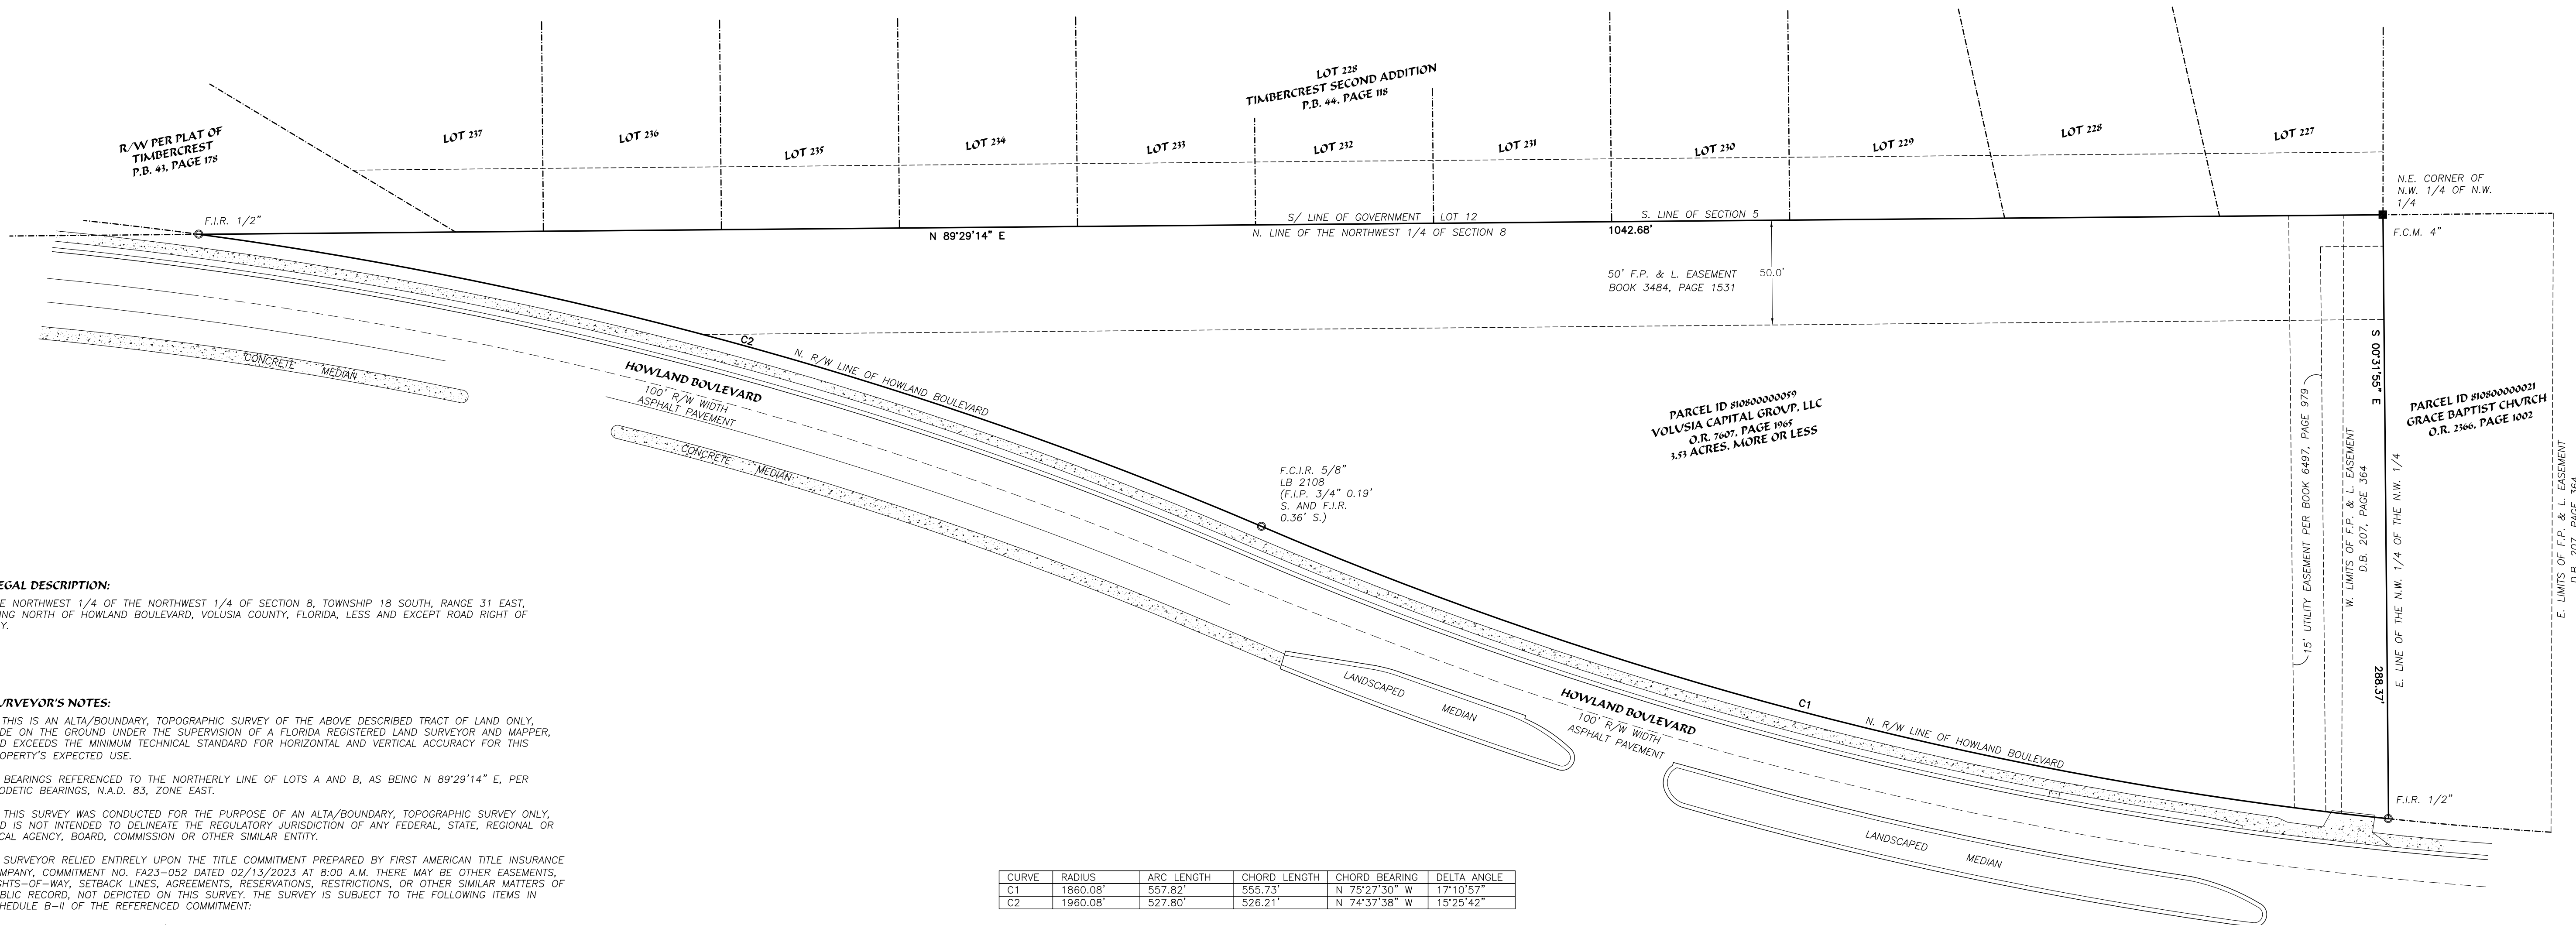 R/W PER PLAT OF
TIMBERCREST
P.B. 43, PAGE 178
LOT 237
LOT 236
LOT 235
LOT 234
LOT 233
LOT 228
TIMBERCREST SECOND ADDITION
P.B. 44, PAGE 118
LOT 232
LOT 231
LOT 230
LOT 229
LOT 228
LOT 227
N.E. CORNER OF
N.W. 1/4 OF N.W.
1/4
F.I.R. 1/2"
S/ LINE OF GOVERNMENT LOT 12
S. LINE OF SECTION 5
N 89°29'14" E
N. LINE OF THE NORTHWEST 1/4 OF SECTION 8
1042.68'
F.C.M. 4"
50' F.P. & L. EASEMENT
BOOK 3484, PAGE 1531
50.0'
C2
N. R/W LINE OF HOWLAND BOULEVARD
HOWLAND BOULEVARD
100' R/W WIDTH
ASPHALT PAVEMENT
CONCRETE MEDIAN
CONCRETE MEDIAN
PARCEL ID 810800000059
VOLUSIA CAPITAL GROUP, LLC
O.R. 7607, PAGE 1965
3.53 ACRES, MORE OR LESS
15' UTILITY EASEMENT PER BOOK 6497, PAGE 979
W. LIMITS OF F.P. & L. EASEMENT
D.B. 207, PAGE 364
S 00°31'55" E
288.37'
E. LINE OF THE N.W. 1/4 OF THE N.W. 1/4
PARCEL ID 810800000021
GRACE BAPTIST CHURCH
O.R. 2366, PAGE 1002
E. LIMITS OF F.P. & L. EASEMENT
D.B. 207, PAGE 364
F.C.I.R. 5/8"
LB 2108
(F.I.P. 3/4" 0.19'
S. AND F.I.R.
0.36' S.)
LANDSCAPED MEDIAN
HOWLAND BOULEVARD
100' R/W WIDTH
ASPHALT PAVEMENT
C1
N. R/W LINE OF HOWLAND BOULEVARD
LANDSCAPED MEDIAN
F.I.R. 1/2"
EGAL DESCRIPTION:
E NORTHWEST 1/4 OF THE NORTHWEST 1/4 OF SECTION 8, TOWNSHIP 18 SOUTH, RANGE 31 EAST,
ING NORTH OF HOWLAND BOULEVARD, VOLUSIA COUNTY, FLORIDA, LESS AND EXCEPT ROAD RIGHT OF
Y.
URVEYOR'S NOTES:
THIS IS AN ALTA/BOUNDARY, TOPOGRAPHIC SURVEY OF THE ABOVE DESCRIBED TRACT OF LAND ONLY,
DE ON THE GROUND UNDER THE SUPERVISION OF A FLORIDA REGISTERED LAND SURVEYOR AND MAPPER,
D EXCEEDS THE MINIMUM TECHNICAL STANDARD FOR HORIZONTAL AND VERTICAL ACCURACY FOR THIS
OPERTY'S EXPECTED USE.
BEARINGS REFERENCED TO THE NORTHERLY LINE OF LOTS A AND B, AS BEING N 89°29'14" E, PER
ODETIC BEARINGS, N.A.D. 83, ZONE EAST.
THIS SURVEY WAS CONDUCTED FOR THE PURPOSE OF AN ALTA/BOUNDARY, TOPOGRAPHIC SURVEY ONLY,
D IS NOT INTENDED TO DELINEATE THE REGULATORY JURISDICTION OF ANY FEDERAL, STATE, REGIONAL OR
CAL AGENCY, BOARD, COMMISSION OR OTHER SIMILAR ENTITY.
SURVEYOR RELIED ENTIRELY UPON THE TITLE COMMITMENT PREPARED BY FIRST AMERICAN TITLE INSURANCE
MPANY, COMMITMENT NO. FA23-052 DATED 02/13/2023 AT 8:00 A.M. THERE MAY BE OTHER EASEMENTS,
GHTS-OF-WAY, SETBACK LINES, AGREEMENTS, RESERVATIONS, RESTRICTIONS, OR OTHER SIMILAR MATTERS OF
BLIC RECORD, NOT DEPICTED ON THIS SURVEY. THE SURVEY IS SUBJECT TO THE FOLLOWING ITEMS IN
HEDULE B-II OF THE REFERENCED COMMITMENT:
CURVE RADIUS ARC LENGTH CHORD LENGTH CHORD BEARING DELTA ANGLE
C1 1860.08' 557.82' 555.73' N 75°27'30" W 17°10'57"
C2 1960.08' 527.80' 526.21' N 74°37'38" W 15°25'42"